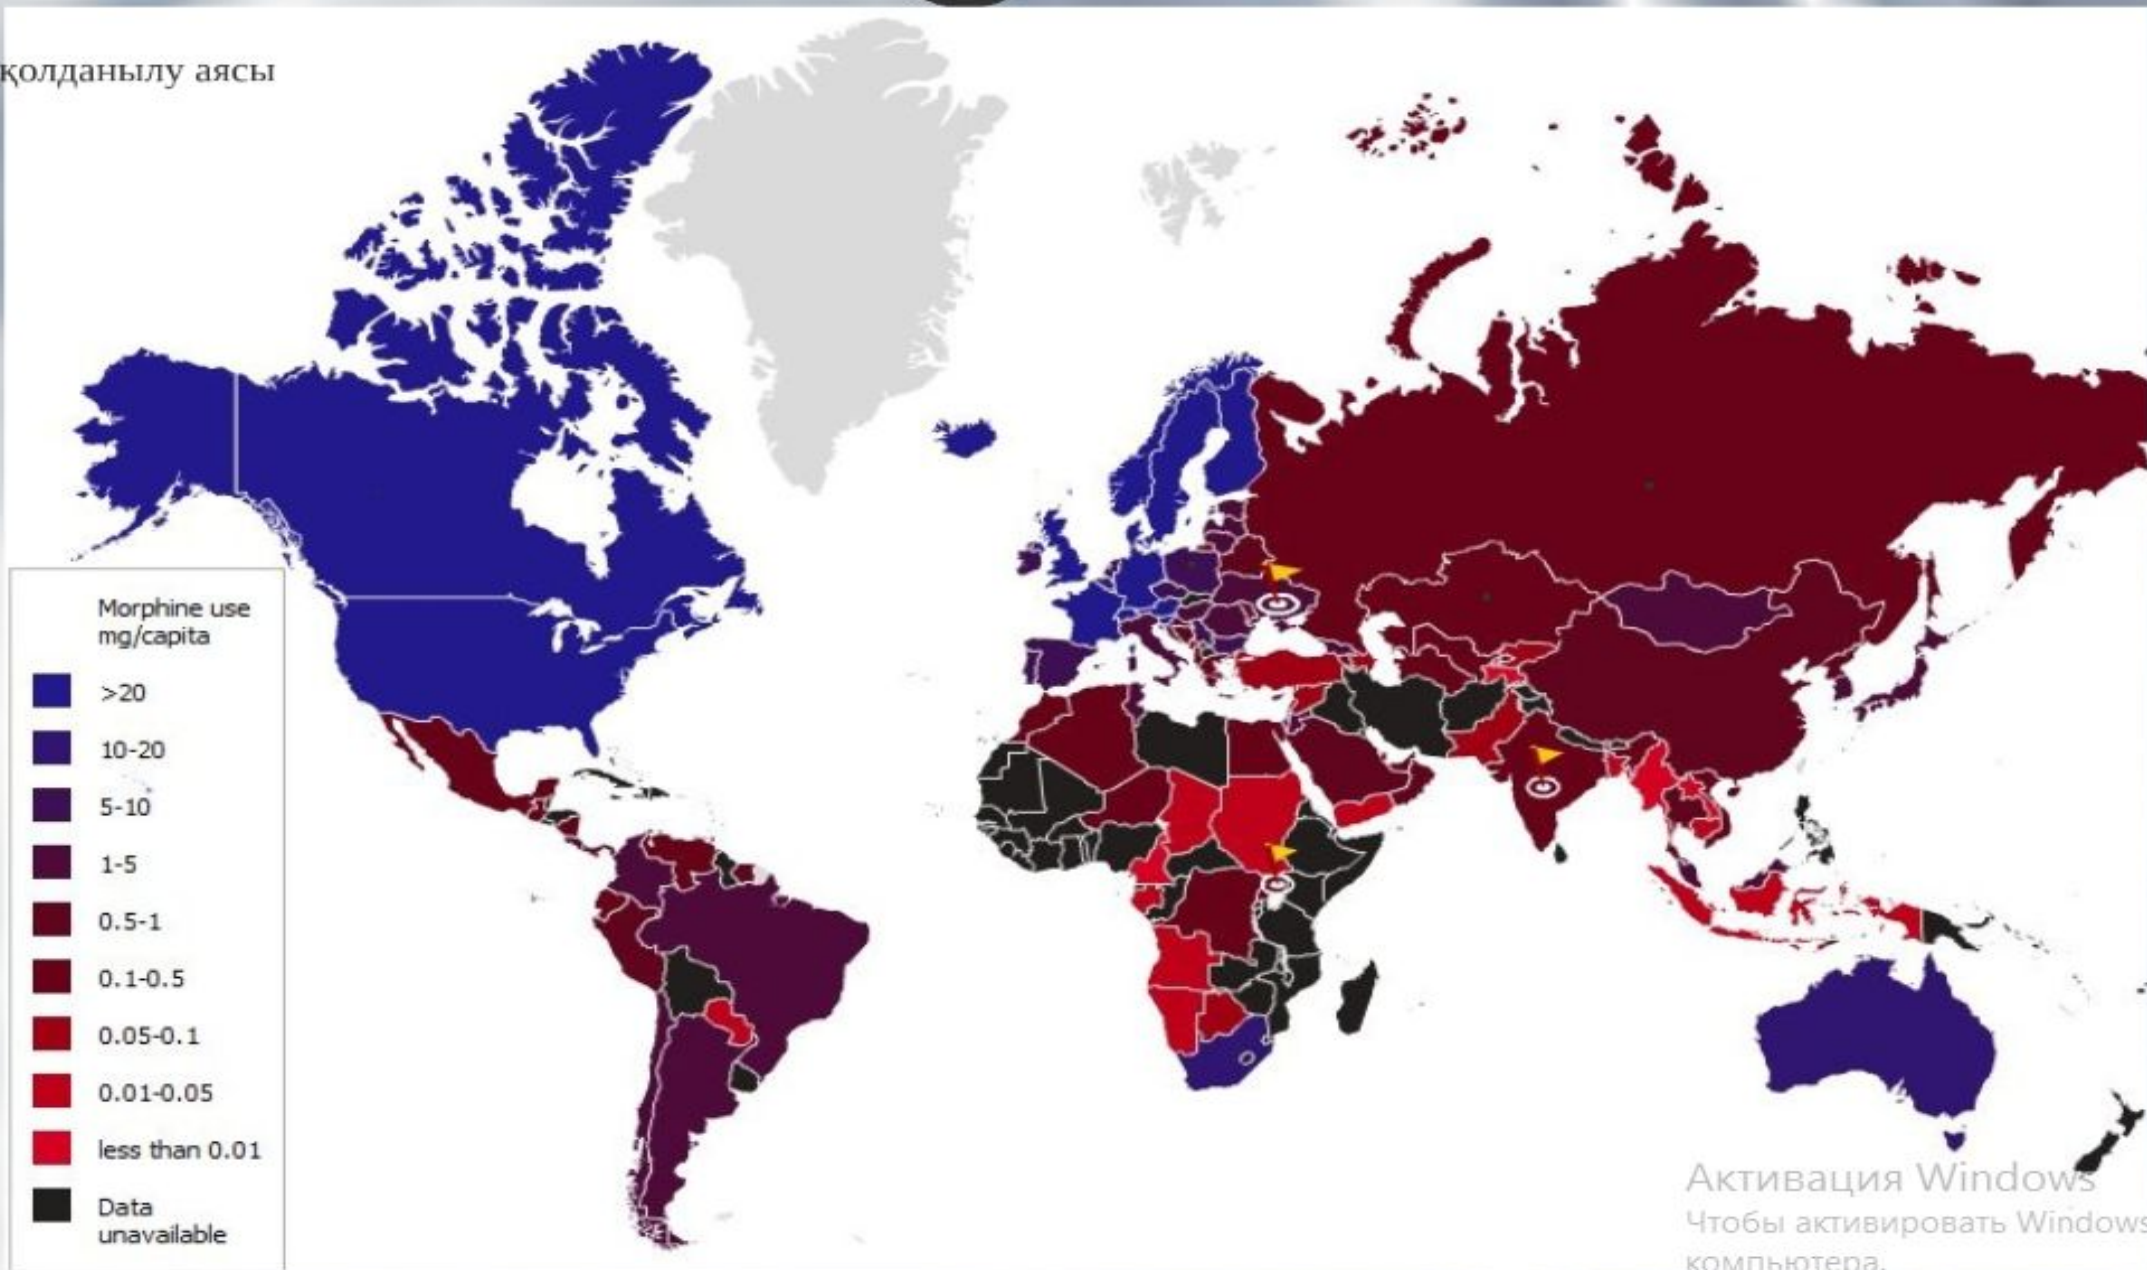 қолданылу аясы
Morphine use
mg/capita
>20
10-20
5-10
1-5
0.5-1
0.1-0.5
0.05-0.1
0.01-0.05
less than 0.01
Data
unavailable
Активация Windows
Чтобы активировать Windows
компьютера.